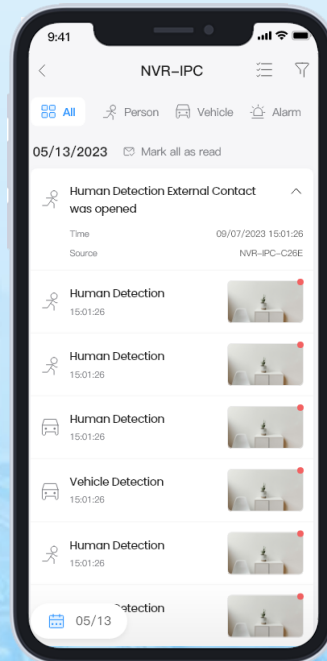 9:41
NVR-IPC
All Person Vehicle Alarm
05/13/2023 Mark all as read
Human Detection External Contact
was opened
Time 09/07/2023 15:01:26
Source NVR-IPC-C26E
Human Detection
15:01:26
Human Detection
15:01:26
Human Detection
15:01:26
Vehicle Detection
15:01:26
Human Detection
15:01:26
Detection
05/13